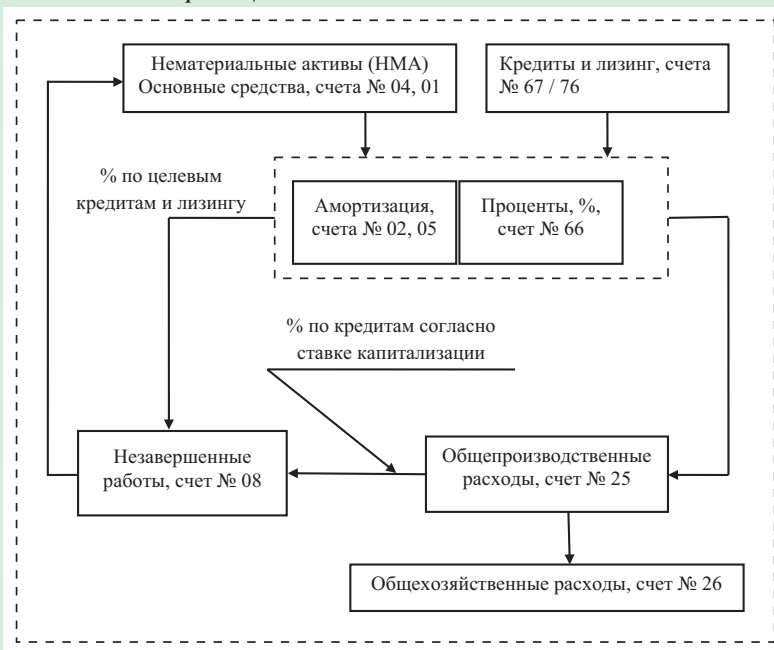 Нематериальные активы (НМА)
Основные средства, счета № 04, 01
Кредиты и лизинг, счета
№ 67 / 76
% по целевым
кредитам и лизингу
Амортизация,
счета № 02, 05
Проценты, %,
счет № 66
% по кредитам согласно
ставке капитализации
Незавершенные
работы, счет № 08
Общепроизводственные
расходы, счет № 25
Общехозяйственные расходы, счет № 26